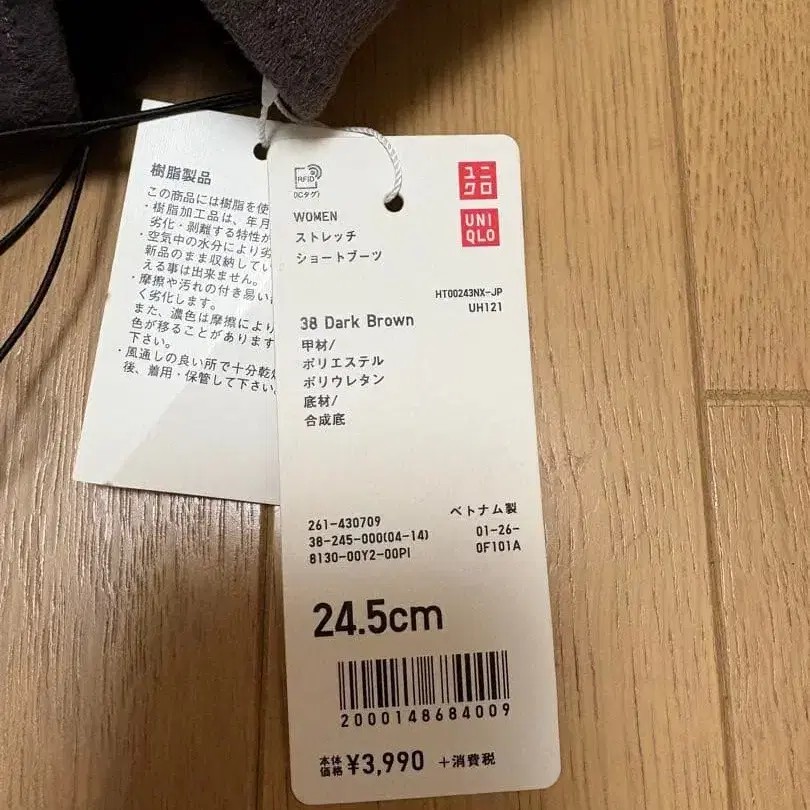 樹脂製品
この商品には樹脂を使
・樹脂加工品は、年月
劣化・剥離する特性が
・空気中の水分により劣
新品のまま収納してい
える事は出来ません。
・摩擦や汚れの付き易い
く劣化します。
また、濃色は摩擦により
色が移ることがあります
下さい。
・風通しの良い所で十分乾燥
後、着用・保管して下さい。
RFID
(ICタグ)
ユニ
クロ
UNI
QLO
WOMEN
ストレッチ
ショートブーツ
HT00243NX-JP
UH121
38 Dark Brown
甲材/
ポリエステル
ポリウレタン
底材/
合成底
ベトナム製
261-430709
38-245-000(04-14)
8130-00Y2-00PI
01-26-
0F101A
24.5cm
2000148684009
本体価格 ¥3,990 +消費税